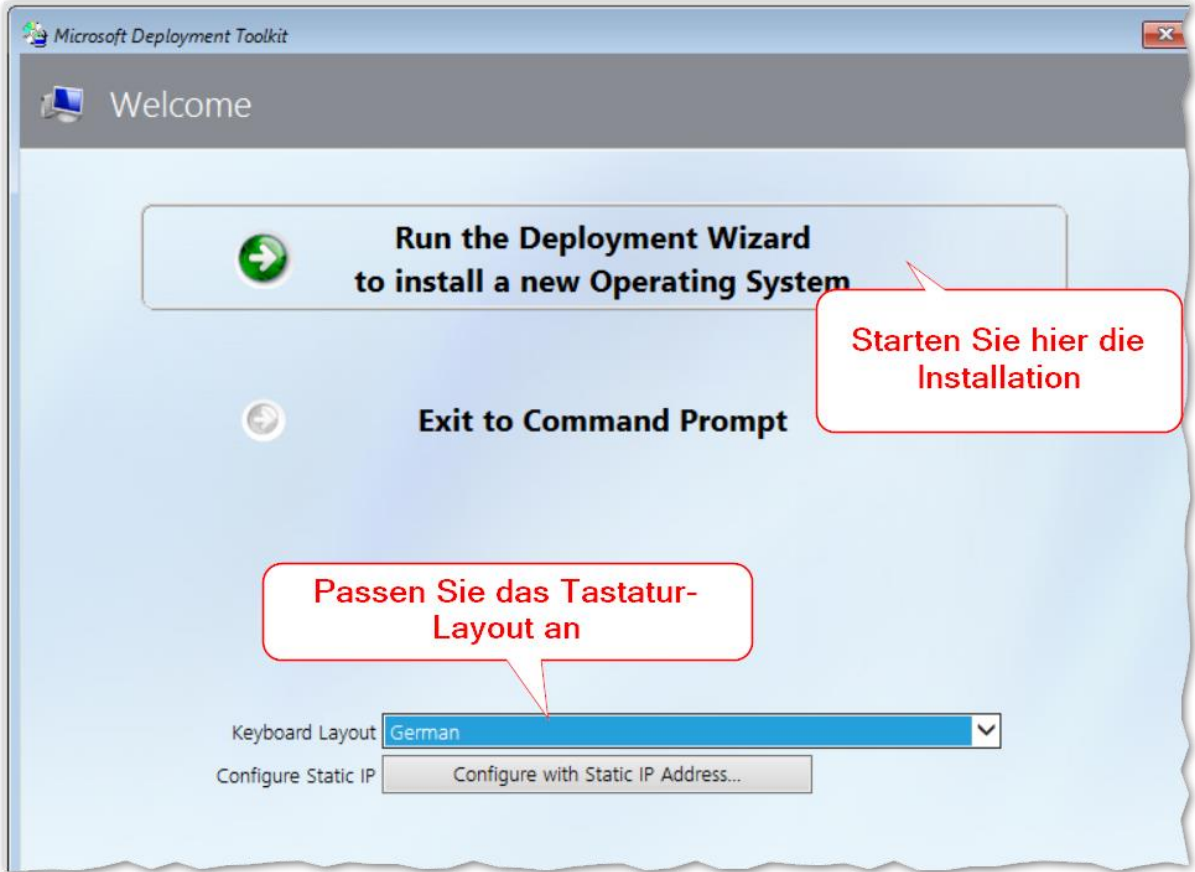 Microsoft Deployment Toolkit
Welcome
Run the Deployment Wizard
to install a new Operating System
Starten Sie hier die
Installation
Exit to Command Prompt
Passen Sie das Tastatur-
Layout an
Keyboard Layout German
Configure Static IP Configure with Static IP Address...